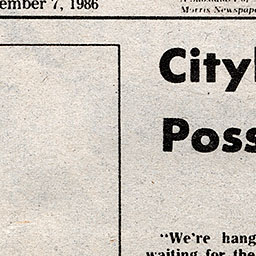 ember 7, 1986
Morris Newspape
City
Poss
"We're hang
waiting for the